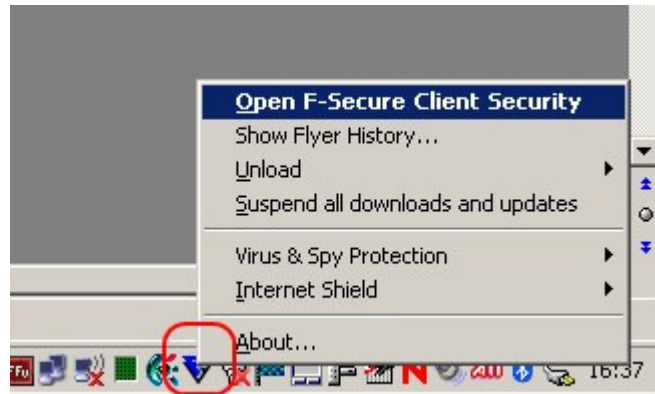 Open F-Secure Client Security
Show Flyer History...
Unload
Suspend all downloads and updates
Virus & Spy Protection
Internet Shield
About...
16:37